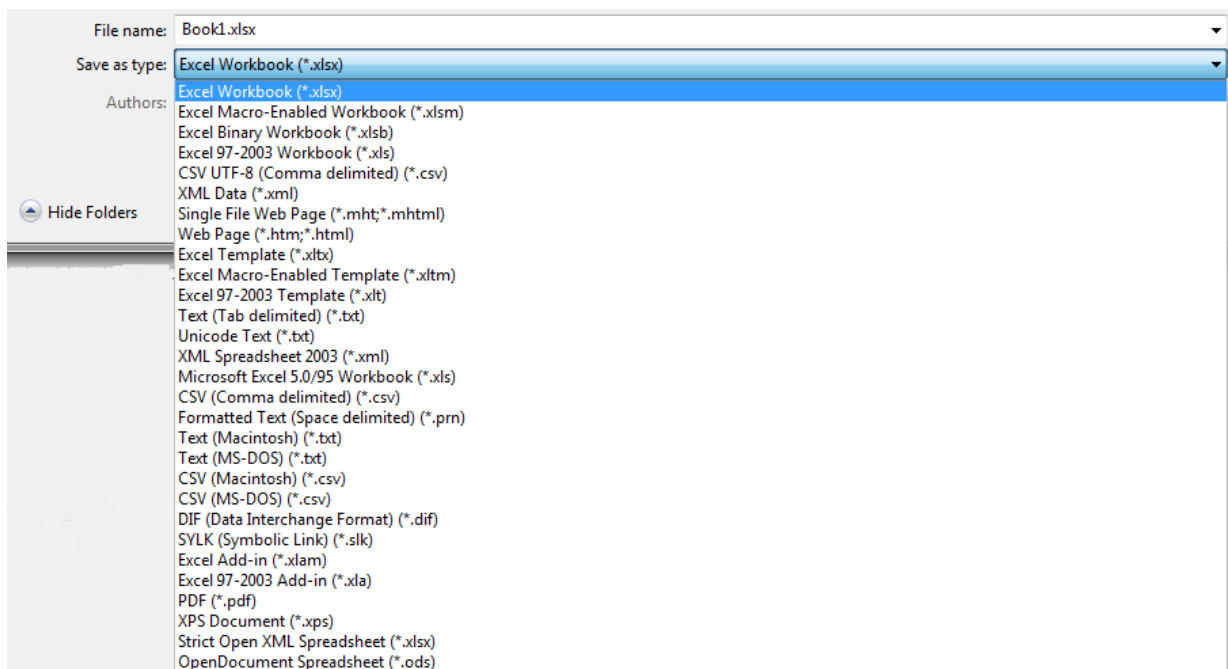 File name: Book1.xlsx
Save as type: Excel Workbook (*.xlsx)
Authors:
Excel Workbook (*.xlsx)
Excel Macro-Enabled Workbook (*.xlsm)
Excel Binary Workbook (*.xlsb)
Excel 97-2003 Workbook (*.xls)
CSV UTF-8 (Comma delimited) (*.csv)
XML Data (*.xml)
Hide Folders
Single File Web Page (*.mht;*.mhtml)
Web Page (*.htm;*.html)
Excel Template (*.xltx)
Excel Macro-Enabled Template (*.xltm)
Excel 97-2003 Template (*.xlt)
Text (Tab delimited) (*.txt)
Unicode Text (*.txt)
XML Spreadsheet 2003 (*.xml)
Microsoft Excel 5.0/95 Workbook (*.xls)
CSV (Comma delimited) (*.csv)
Formatted Text (Space delimited) (*.prn)
Text (Macintosh) (*.txt)
Text (MS-DOS) (*.txt)
CSV (Macintosh) (*.csv)
CSV (MS-DOS) (*.csv)
DIF (Data Interchange Format) (*.dif)
SYLK (Symbolic Link) (*.slk)
Excel Add-in (*.xlam)
Excel 97-2003 Add-in (*.xla)
PDF (*.pdf)
XPS Document (*.xps)
Strict Open XML Spreadsheet (*.xlsx)
OpenDocument Spreadsheet (*.ods)